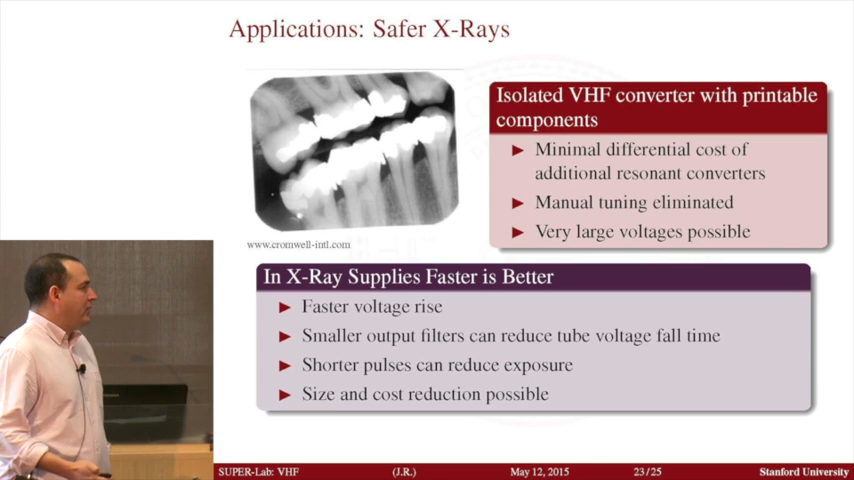 Applications: Safer X-Rays
Isolated VHF converter with printable
components
► Minimal differential cost of
additional resonant converters
► Manual tuning eliminated
► Very large voltages possible
www.cromwell-intl.com
In X-Ray Supplies Faster is Better
► Faster voltage rise
► Smaller output filters can reduce tube voltage fall time
► Shorter pulses can reduce exposure
► Size and cost reduction possible
SUPER-Lab: VHF (J.R.) May 12, 2015 23/25 Stanford University